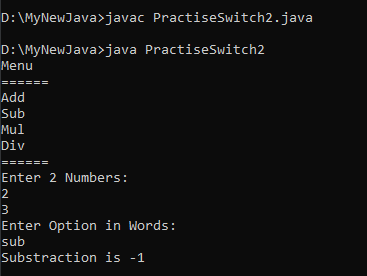 D:\MyNewJava>javac PractiseSwitch2.java
D:\MyNewJava>java PractiseSwitch2
Menu
======
Add
Sub
Mul
Div
======
Enter 2 Numbers:
2
3
Enter Option in Words:
sub
Substraction is -1